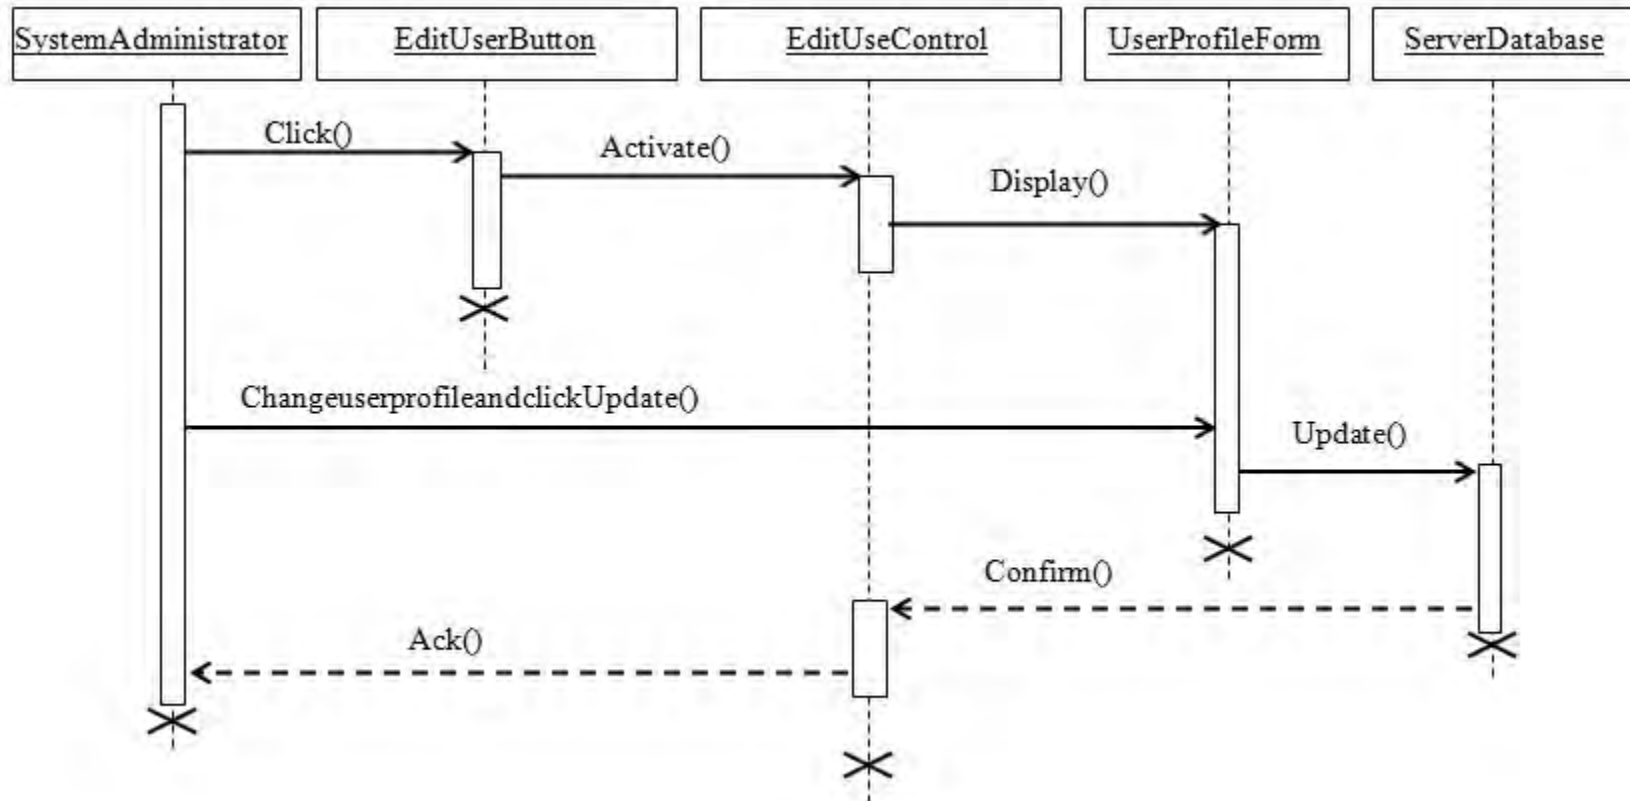 SystemAdministrator
EditUserButton
EditUseControl
UserProfileForm
ServerDatabase
Click()
Activate()
Display()
ChangeuserprofileandclickUpdate()
Update()
Confirm()
Ack()